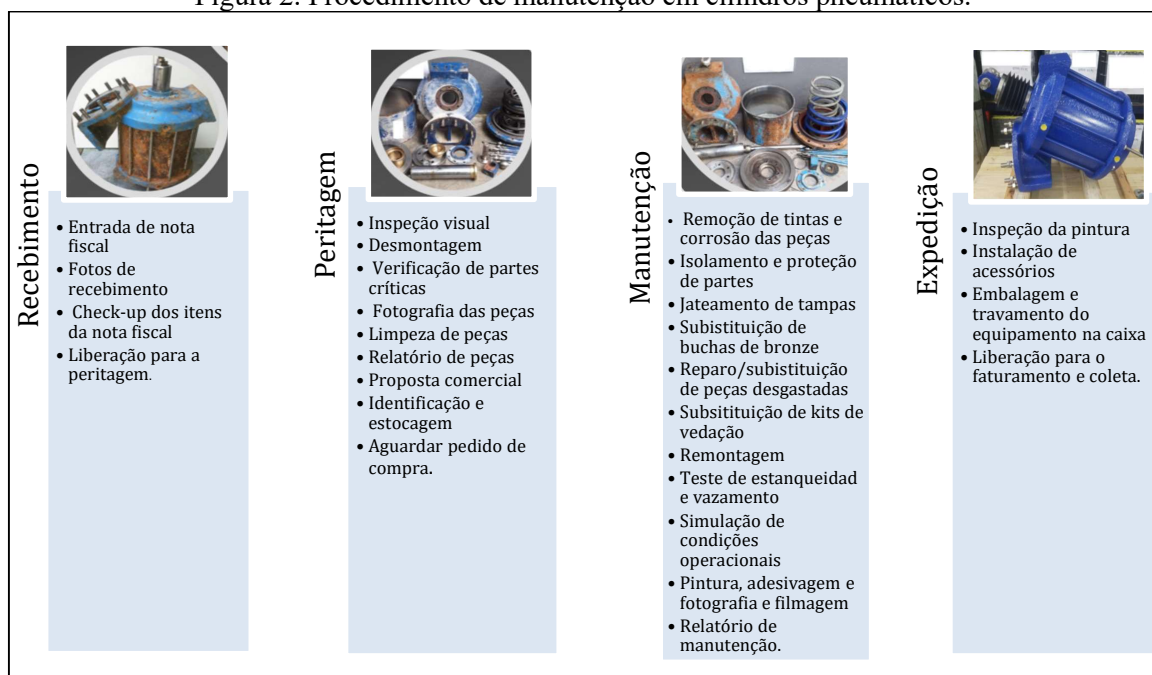 Figura 2: Procedimento de manutenção em cilindros pneumáticos.
Recebimento
• Entrada de nota
fiscal
• Fotos de
recebimento
• Check-up dos itens
da nota fiscal
• Liberação para a
peritagem.
Peritagem
• Inspeção visual
• Desmontagem
• Verificação de partes
críticas
• Fotografia das peças
• Limpeza de peças
• Relatório de peças
• Proposta comercial
• Identificação e
estocagem
• Aguardar pedido de
compra.
Manutenção
• Remoção de tintas e
corrosão das peças
• Isolamento e proteção
de partes
• Jateamento de tampas
• Subistituição de
buchas de bronze
• Reparo/subistituição
de peças desgastadas
• Subsitituição de kits de
vedação
• Remontagem
• Teste de estanqueidad
e vazamento
• Simulação de
condições
operacionais
• Pintura, adesivagem e
fotografia e filmagem
• Relatório de
manutenção.
Expedição
• Inspeção da pintura
• Instalação de
acessórios
• Embalagem e
travamento do
equipamento na caixa
• Liberação para o
faturamento e coleta.